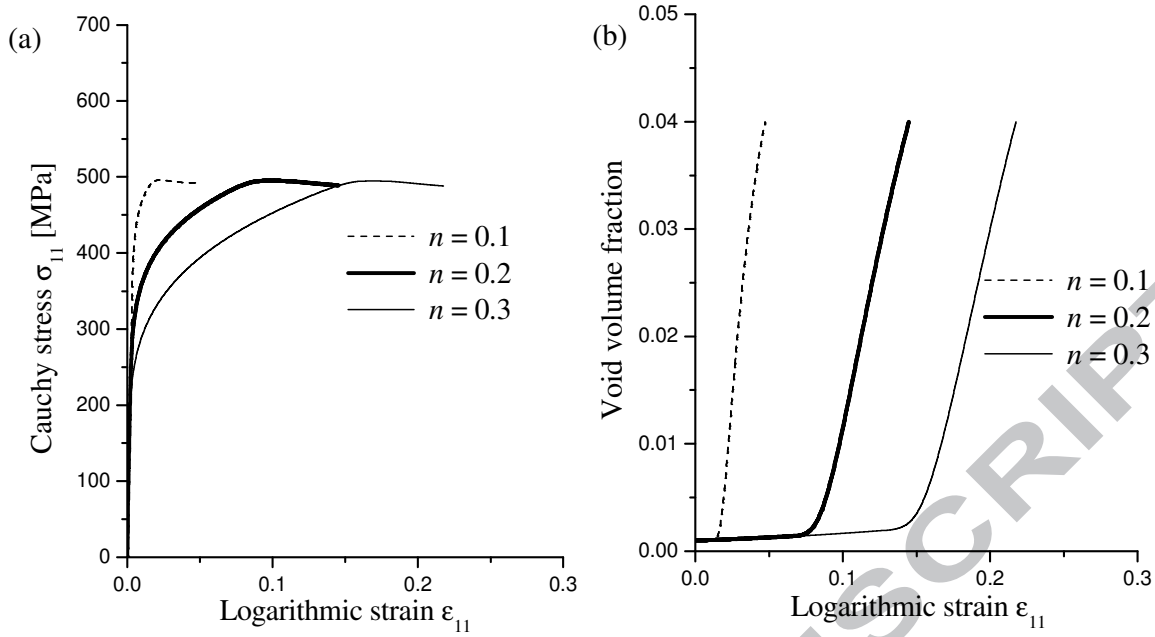 (a)
700
600
500
400
300
200
100
0
Cauchy stress σ11 [MPa]
n = 0.1
n = 0.2
n = 0.3
0.0 0.1 0.2 0.3
Logarithmic strain ε11
(b)
0.05
0.04
0.03
0.02
0.01
0.00
Void volume fraction
n = 0.1
n = 0.2
n = 0.3
0.0 0.1 0.2 0.3
Logarithmic strain ε11
SCRIPT